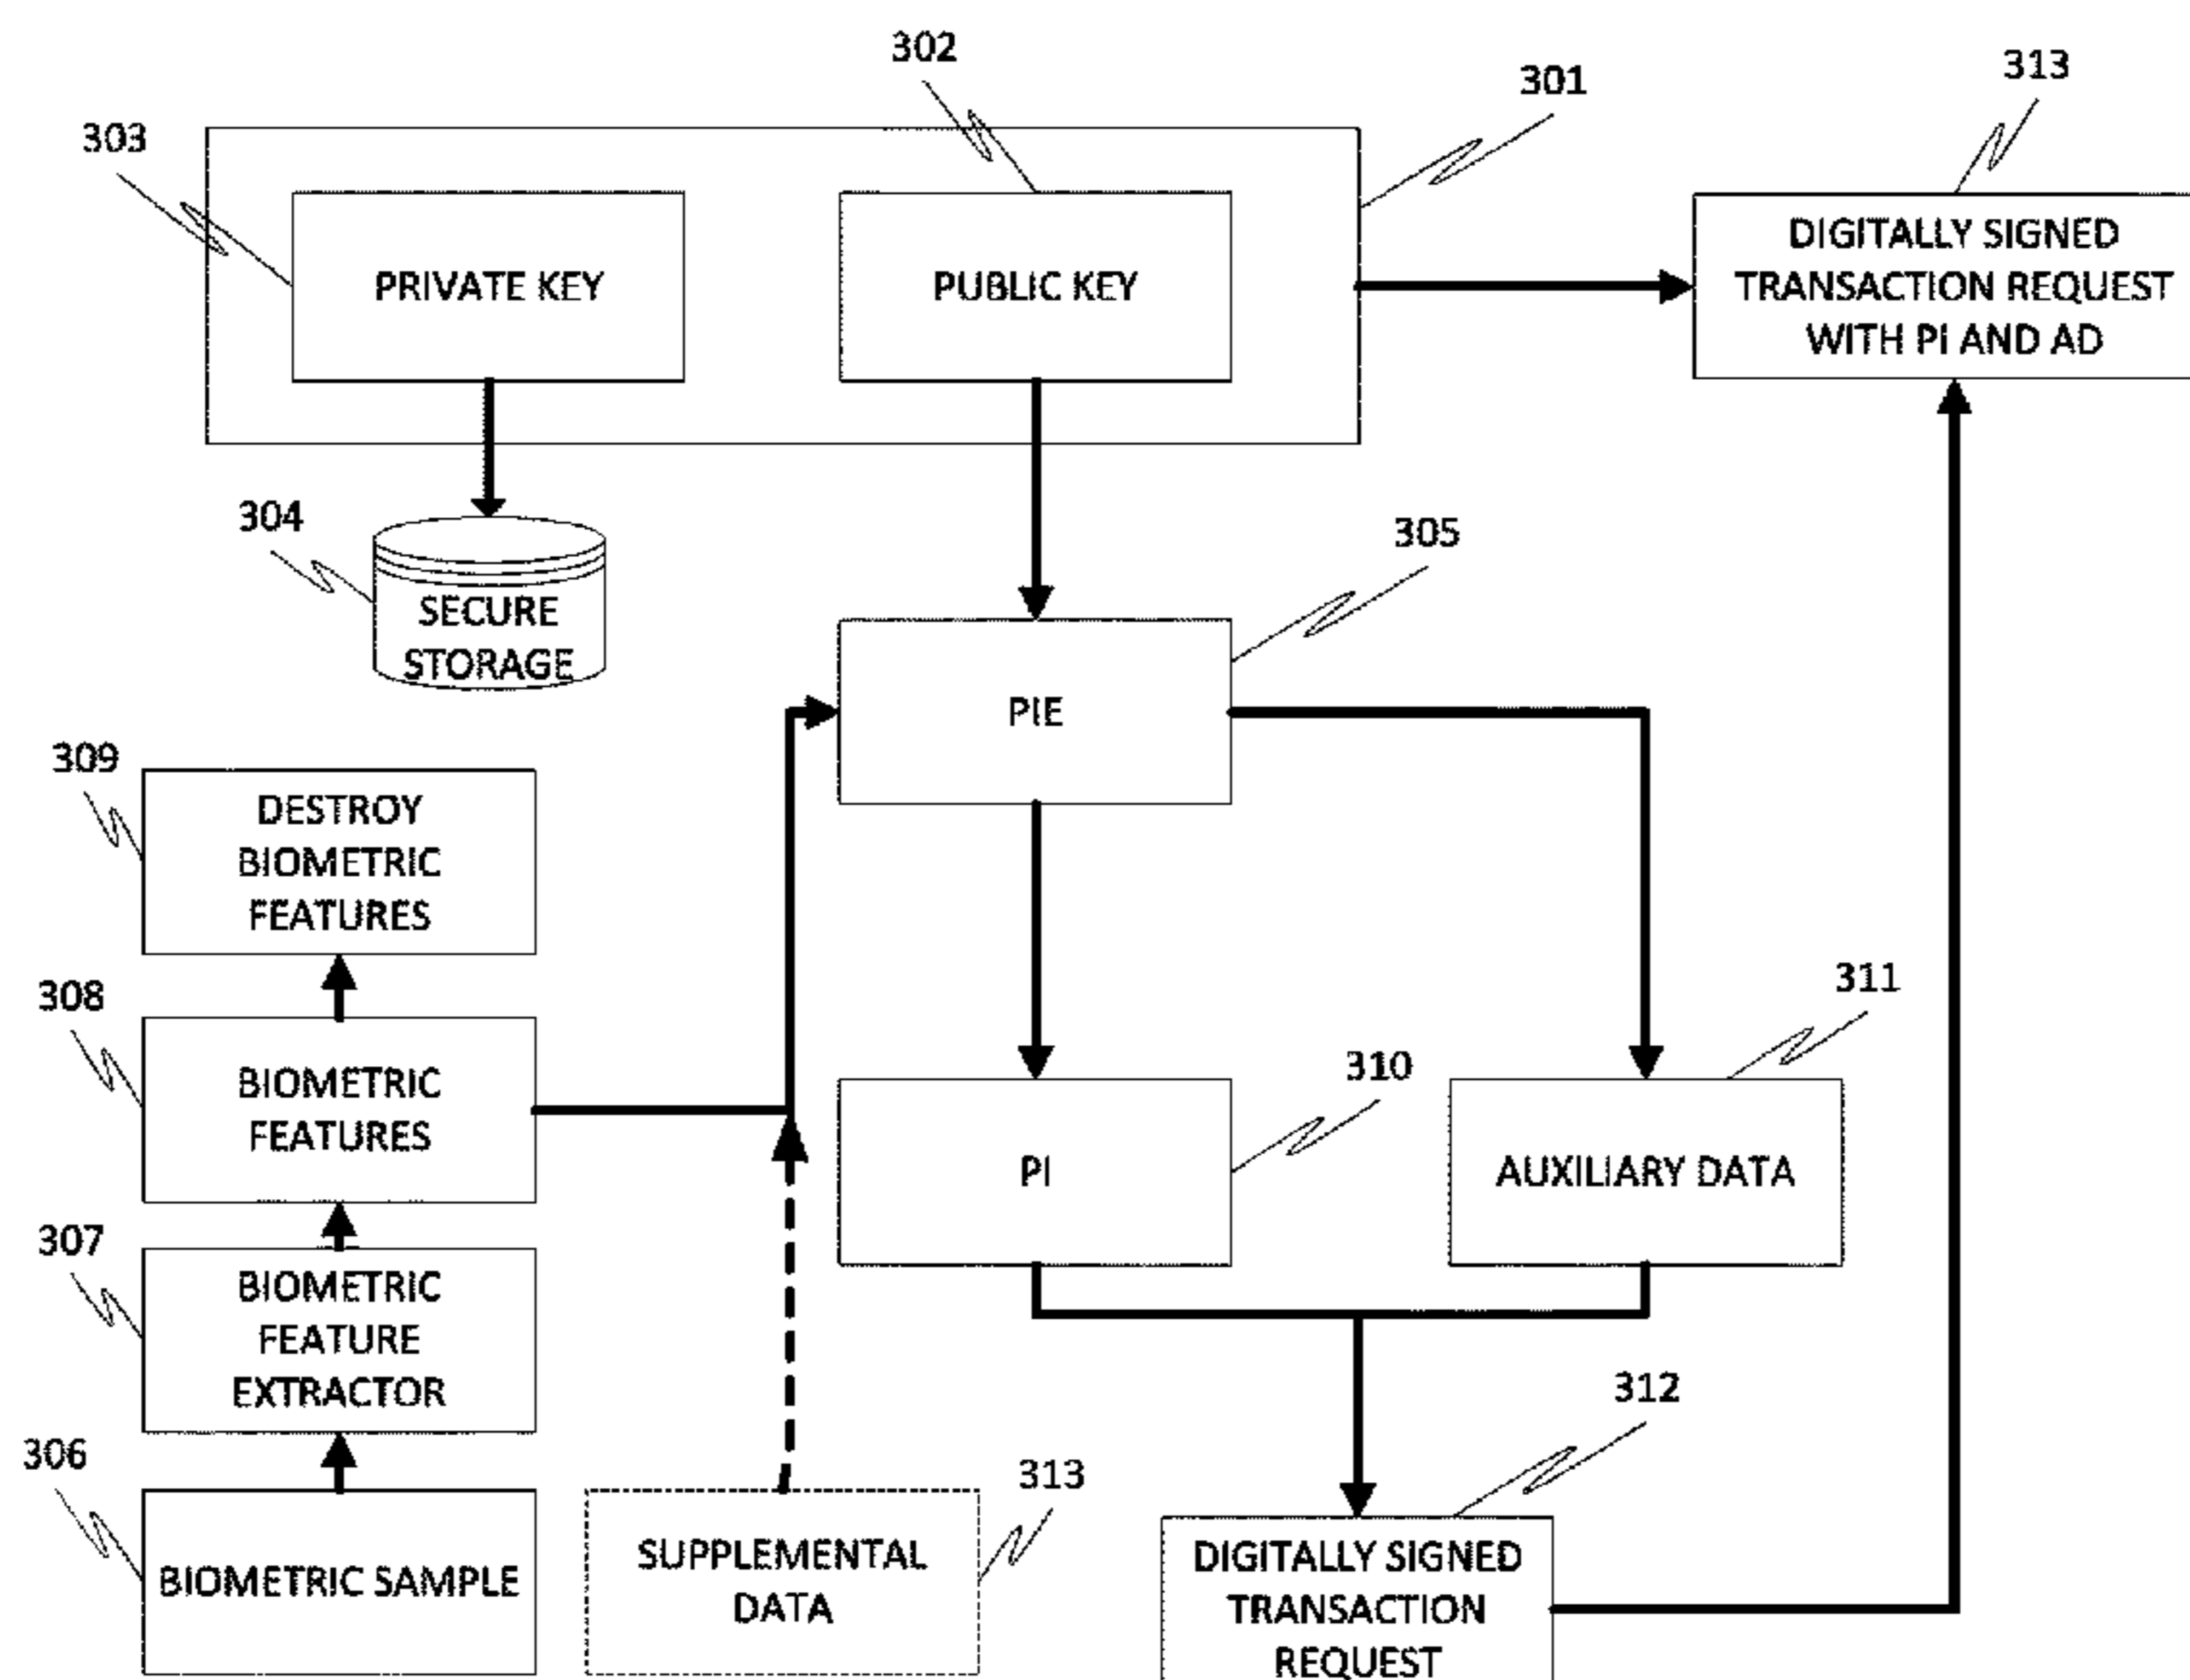 302
301
313
303
PRIVATE KEY
PUBLIC KEY
DIGITALLY SIGNED
TRANSACTION REQUEST
WITH PI AND AD
304
SECURE
STORAGE
305
PIE
309
DESTROY
BIOMETRIC
FEATURES
308
BIOMETRIC
FEATURES
310
PI
311
AUXILIARY DATA
307
BIOMETRIC
FEATURE
EXTRACTOR
306
BIOMETRIC SAMPLE
313
SUPPLEMENTAL
DATA
312
DIGITALLY SIGNED
TRANSACTION
REQUEST